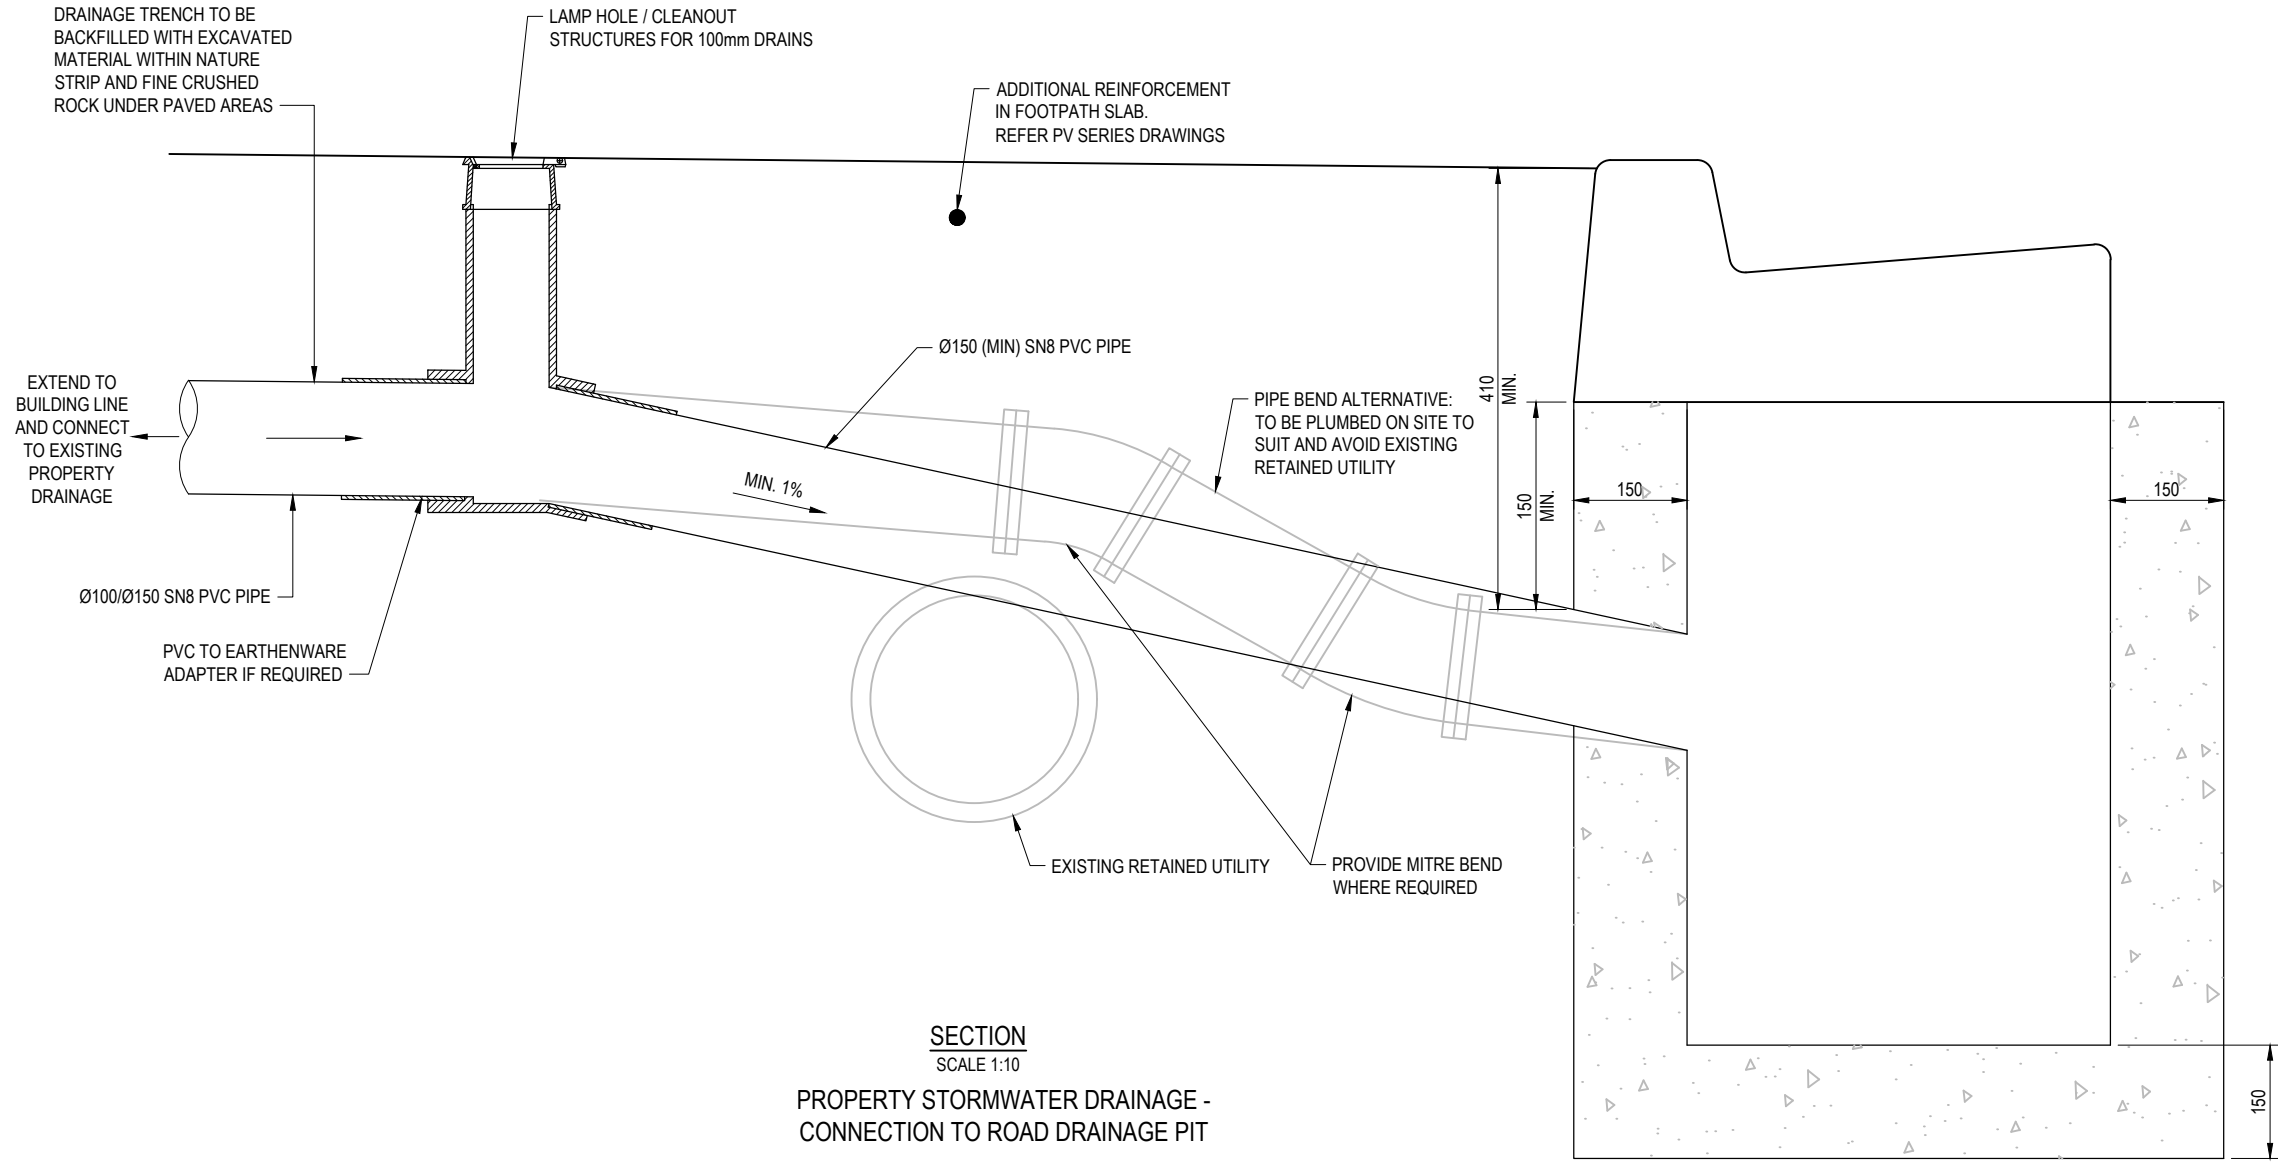 DRAINAGE TRENCH TO BE
BACKFILLED WITH EXCAVATED
MATERIAL WITHIN NATURE
STRIP AND FINE CRUSHED
ROCK UNDER PAVED AREAS
LAMP HOLE / CLEANOUT
STRUCTURES FOR 100mm DRAINS
ADDITIONAL REINFORCEMENT
IN FOOTPATH SLAB.
REFER PV SERIES DRAWINGS
Ø150 (MIN) SN8 PVC PIPE
EXTEND TO
BUILDING LINE
AND CONNECT
TO EXISTING
PROPERTY
DRAINAGE
PIPE BEND ALTERNATIVE:
TO BE PLUMBED ON SITE TO
SUIT AND AVOID EXISTING
RETAINED UTILITY
410
MIN.
150
MIN.
150
150
MIN. 1%
Ø100/Ø150 SN8 PVC PIPE
PVC TO EARTHENWARE
ADAPTER IF REQUIRED
EXISTING RETAINED UTILITY
PROVIDE MITRE BEND
WHERE REQUIRED
SECTION
SCALE 1:10
PROPERTY STORMWATER DRAINAGE -
CONNECTION TO ROAD DRAINAGE PIT
150